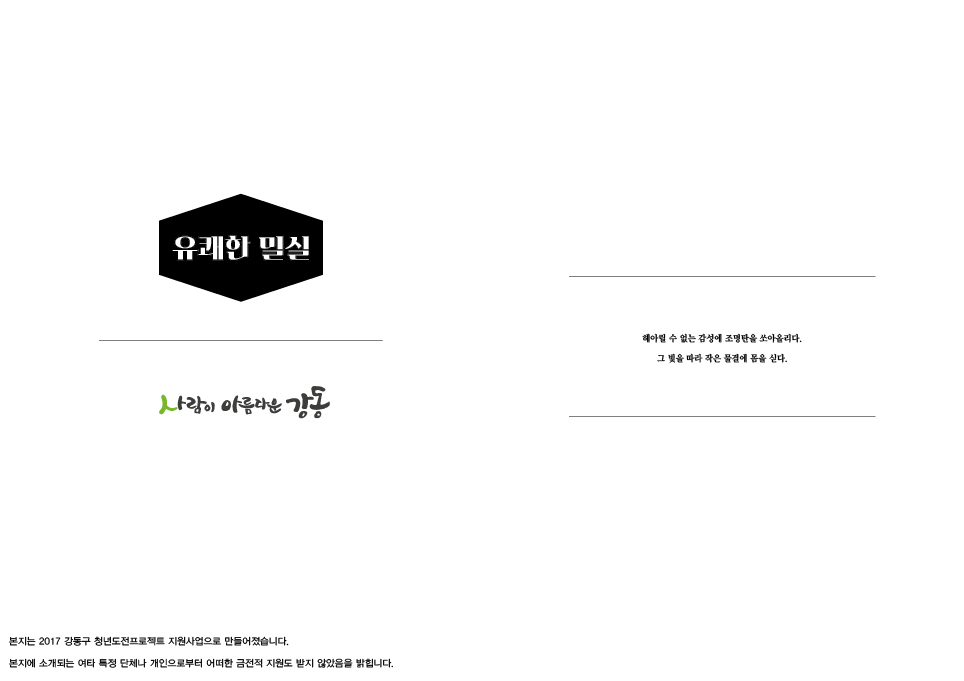 유쾌한 밀실
사람이 아름다운 강동
헤아릴 수 없는 감성에 조명탄을 쏘아올리다.
그 빛을 따라 작은 물결에 몸을 싣다.
본지는 2017 강동구 청년도전프로젝트 지원사업으로 만들어졌습니다.
본지에 소개되는 여타 특정 단체나 개인으로부터 어떠한 금전적 지원도 받지 않았음을 밝힙니다.